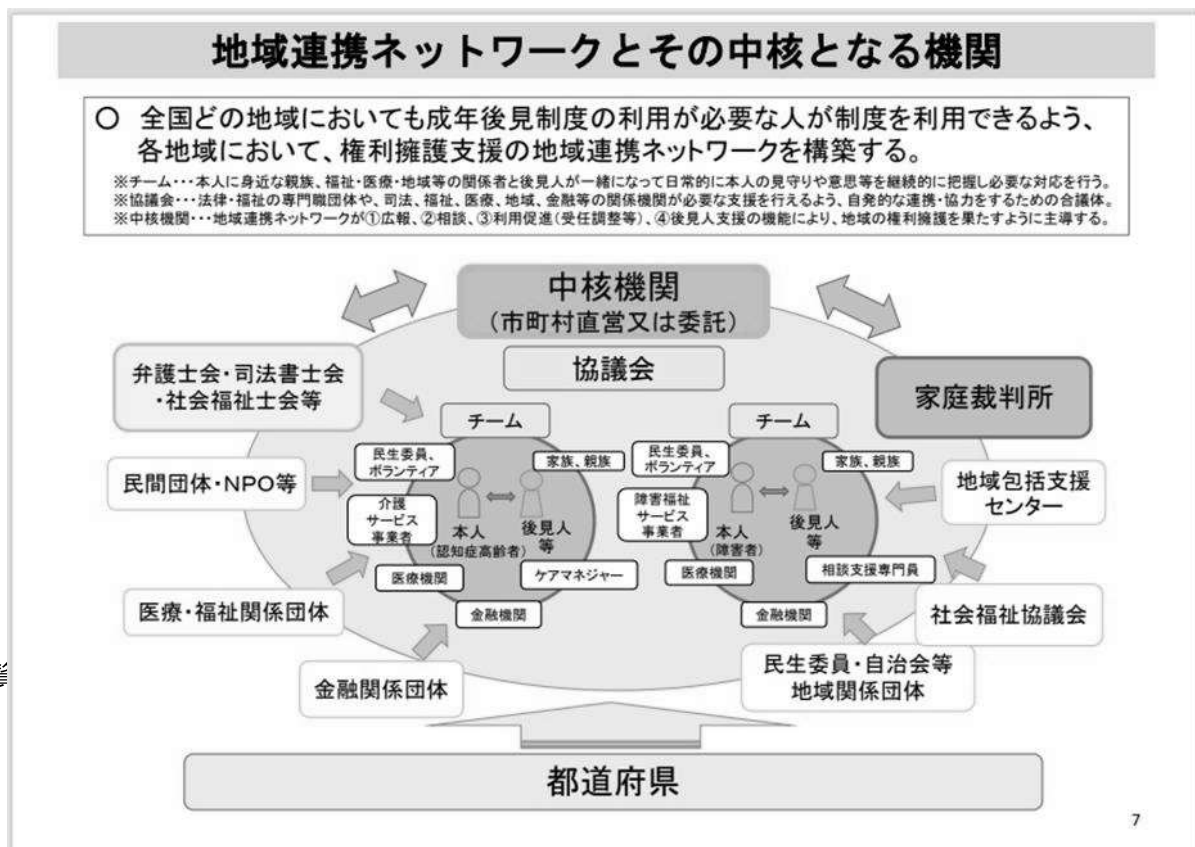 地域連携ネットワークとその中核となる機関
○ 全国どの地域においても成年後見制度の利用が必要な人が制度を利用できるよう、
各地域において、権利擁護支援の地域連携ネットワークを構築する。
※チーム・・・本人に身近な親族、福祉・医療・地域等の関係者と後見人が一緒になって日常的に本人の見守りや意思等を継続的に把握し必要な対応を行う。
※協議会・・・法律・福祉の専門職団体や、司法、福祉、医療、地域、金融等の関係機関が必要な支援を行えるよう、自発的な連携・協力をするための合議体。
※中核機関・・・地域連携ネットワークが①広報、②相談、③利用促進(受任調整等)、④後見人支援の機能により、地域の権利擁護を果たすように主導する。
中核機関
(市町村直営又は委託)
協議会
弁護士会・司法書士会
・社会福祉士会等
家庭裁判所
民間団体・NPO等
地域包括支援
センター
医療・福祉関係団体
社会福祉協議会
金融関係団体
民生委員・自治会等
地域関係団体
チーム
民生委員、
ボランティア
家族、親族
介護
サービス
事業者
本人
(認知症高齢者)
後見人
等
医療機関
ケアマネジャー
金融機関
チーム
民生委員、
ボランティア
家族、親族
障害福祉
サービス
事業者
本人
(障害者)
後見人
等
医療機関
相談支援専門員
金融機関
都道府県
7